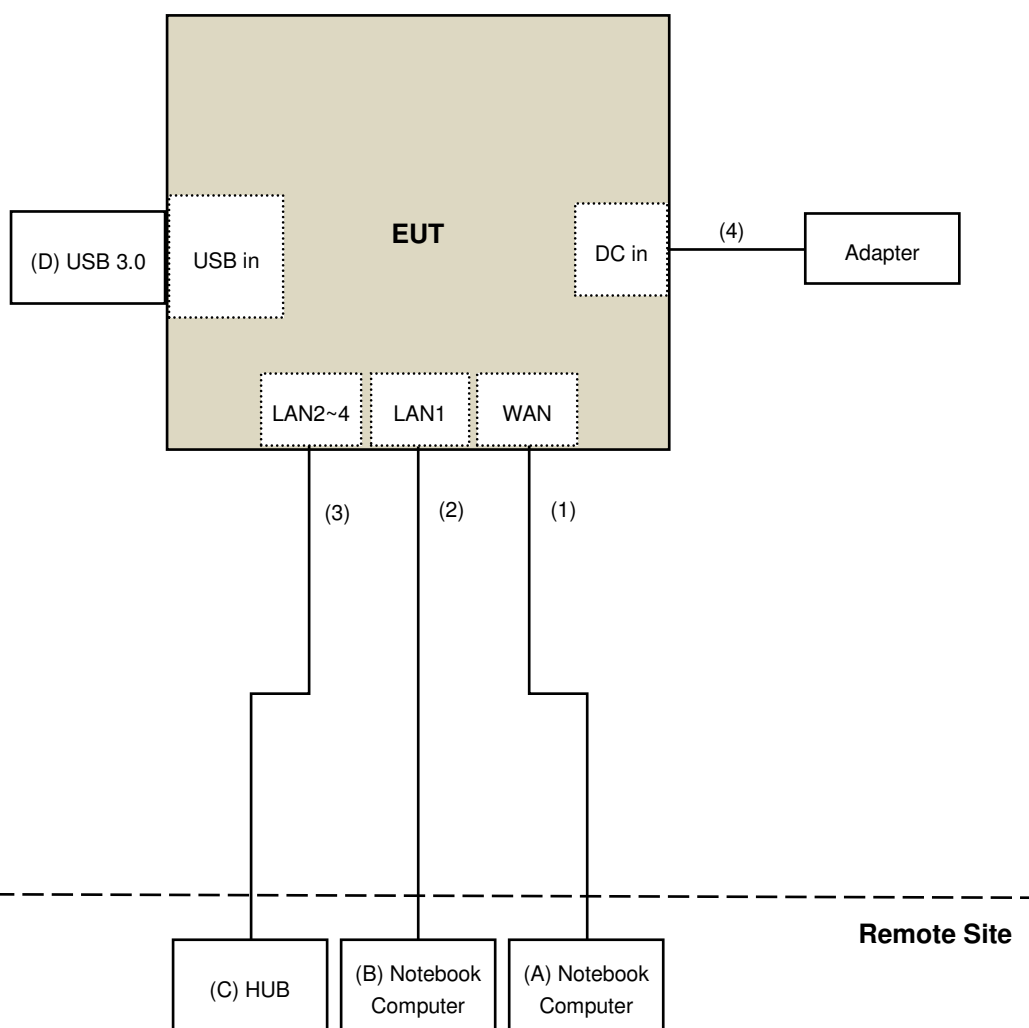 EUT
(D) USB 3.0
USB in
DC in
(4)
Adapter
LAN2~4
LAN1
WAN
(3)
(2)
(1)
Remote Site
(C) HUB
(B) Notebook
Computer
(A) Notebook
Computer